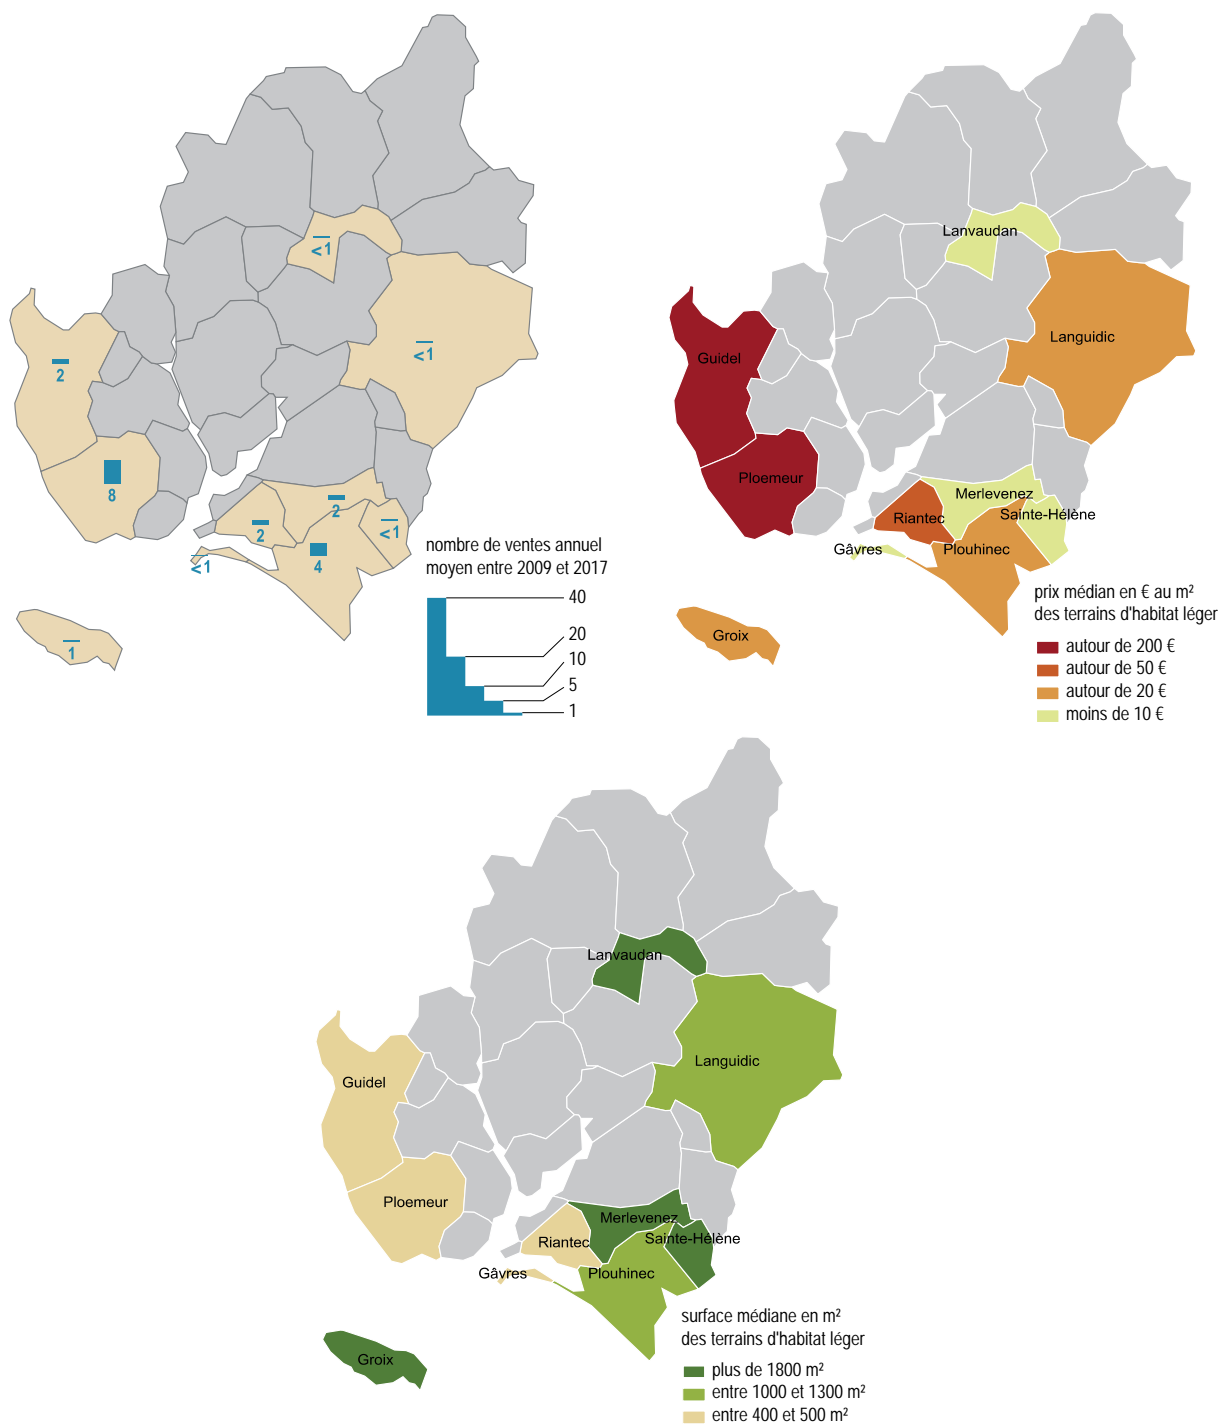 <1
<1
2
8
2
2
<1
<1
4
1
nombre de ventes annuel
moyen entre 2009 et 2017
40
20
10
5
1
Lanvaudan
Languidic
Guidel
Ploemeur
Merlevenez
Riantec
Sainte-Hélène
Gâvres
Plouhinec
Groix
prix médian en € au m²
des terrains d'habitat léger
autour de 200 €
autour de 50 €
autour de 20 €
moins de 10 €
Lanvaudan
Languidic
Guidel
Ploemeur
Merlevenez
Riantec
Sainte-Hélène
Gâvres
Plouhinec
Groix
surface médiane en m²
des terrains d'habitat léger
plus de 1800 m²
entre 1000 et 1300 m²
entre 400 et 500 m²